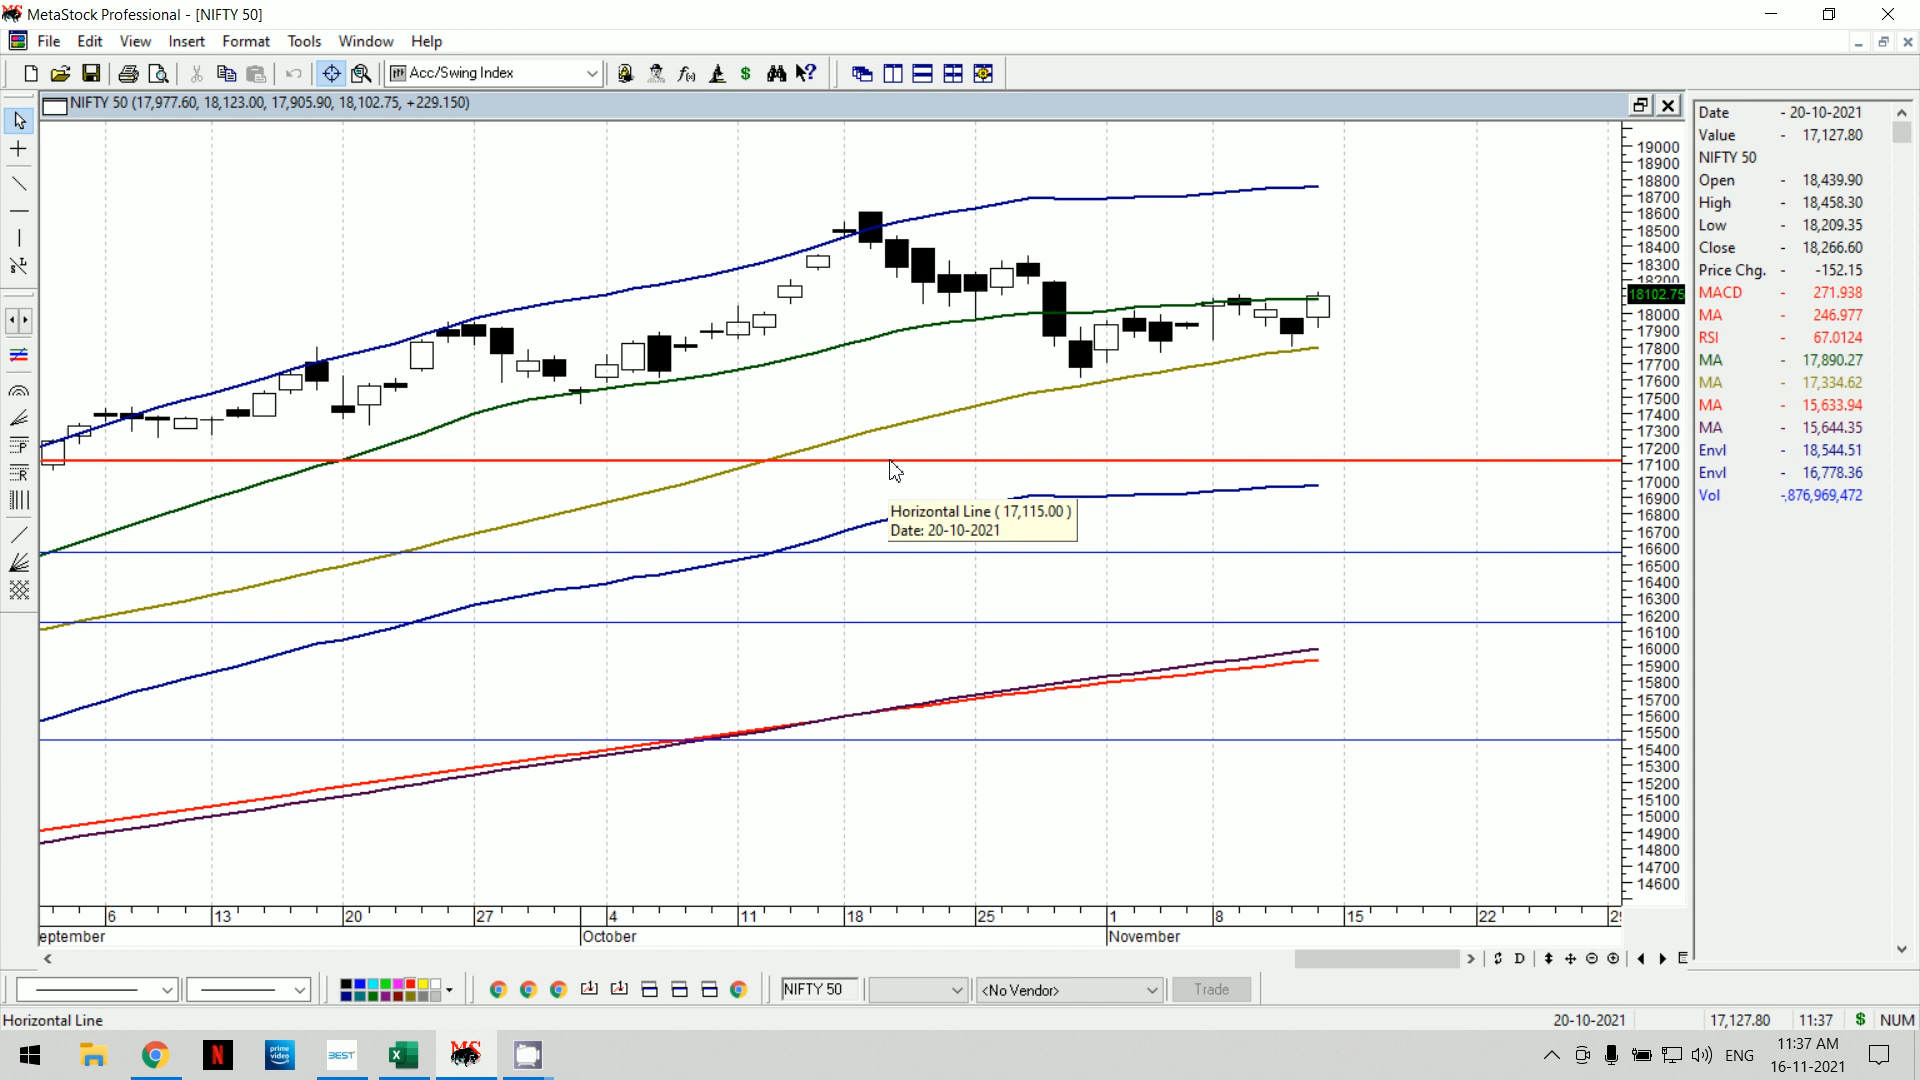 MetaStock Professional - [NIFTY 50]
File Edit View Insert Format Tools Window Help
Acc/Swing Index
NIFTY 50 (17,977.60, 18,123.00, 17,905.90, 18,102.75, +229.150)
19000
18900
18800
18700
18600
18500
18400
18300
18200
18102.75
18000
17900
17800
17700
17600
17500
17400
17300
17200
17100
17000
16900
16800
16700
16600
16500
16400
16300
16200
16100
16000
15900
15800
15700
15600
15500
15400
15300
15200
15100
15000
14900
14800
14700
14600
Date - 20-10-2021
Value - 17,127.80
NIFTY 50
Open - 18,439.90
High - 18,458.30
Low - 18,209.35
Close - 18,266.60
Price Chg. - -152.15
MACD - 271.938
MA - 246.977
RSI - 67.0124
MA - 17,890.27
MA - 17,334.62
MA - 15,633.94
MA - 15,644.35
Envl - 18,544.51
Envl - 16,778.36
Vol -.876,969,472
Horizontal Line ( 17,115.00 )
Date: 20-10-2021
6 13 20 27 4 11 18 25 1 8 15 22 29
eptember October November
D
NIFTY 50 <No Vendor> Trade
Horizontal Line 20-10-2021 17,127.80 11:37 $ NUM
N prime video BEST MS ENG 11:37 AM
16-11-2021